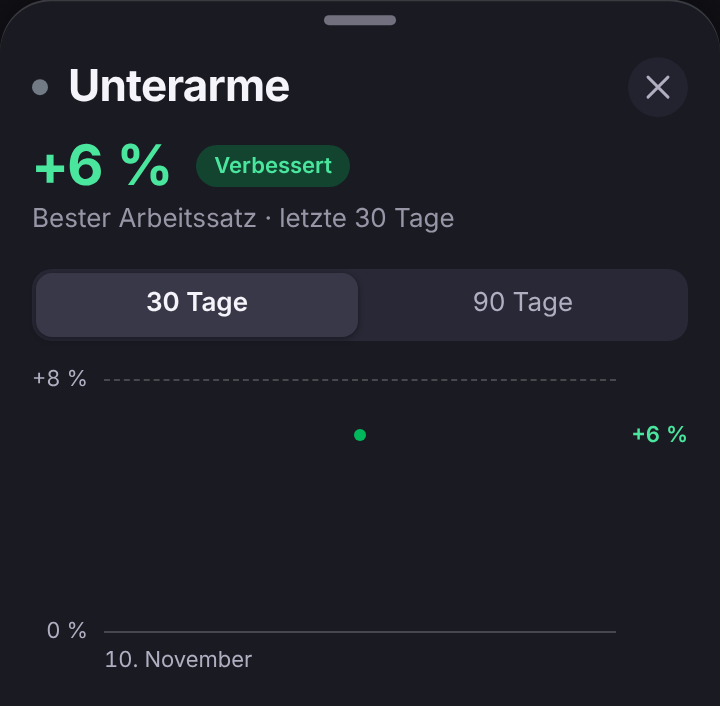 Unterarme
+6 % Verbessert
Bester Arbeitssatz · letzte 30 Tage
30 Tage 90 Tage
+8 %
+6 %
0 %
10. November